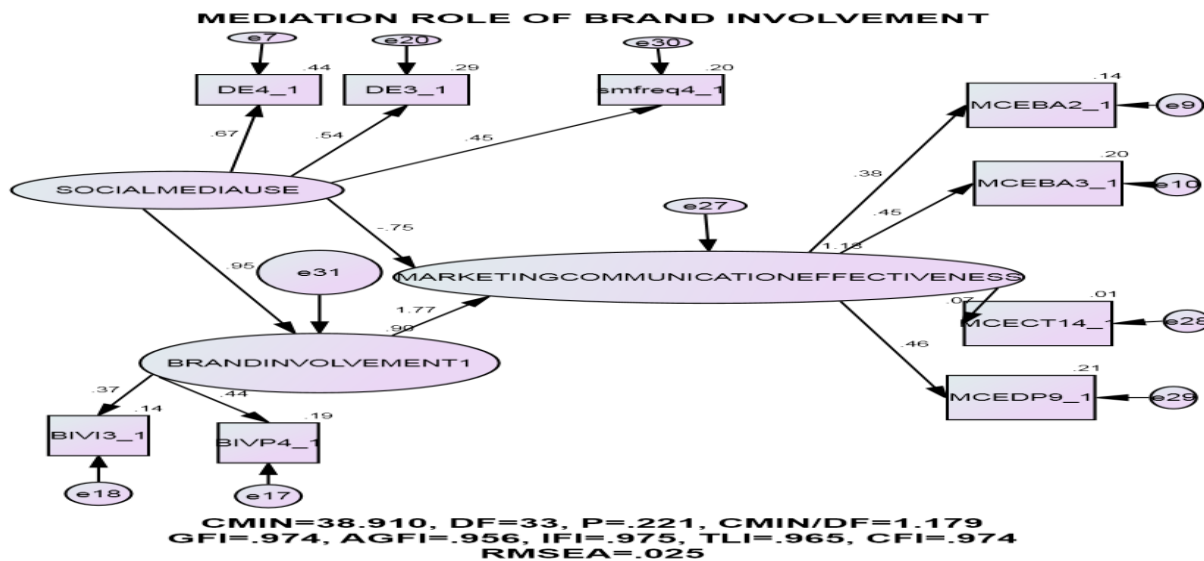 MEDIATION ROLE OF BRAND INVOLVEMENT
e7
e20
e30
.44
.29
.20
DE4_1
DE3_1
smfreq4_1
.14
MCEBA2_1
e9
.67
.54
.45
.38
.20
MCEBA3_1
e10
SOCIALMEDIAUSE
e27
.45
-.75
1.18
.95
e31
MARKETINGCOMMUNICATIONEFFECTIVENESS
1.77
.07
.01
MCECT14_1
e28
.90
.46
BRANDINVOLVEMENT1
.21
MCEDP9_1
e29
.37
.44
.14
.19
BIVI3_1
BIVP4_1
e18
e17
CMIN=38.910, DF=33, P=.221, CMIN/DF=1.179
GFI=.974, AGFI=.956, IFI=.975, TLI=.965, CFI=.974
RMSEA=.025